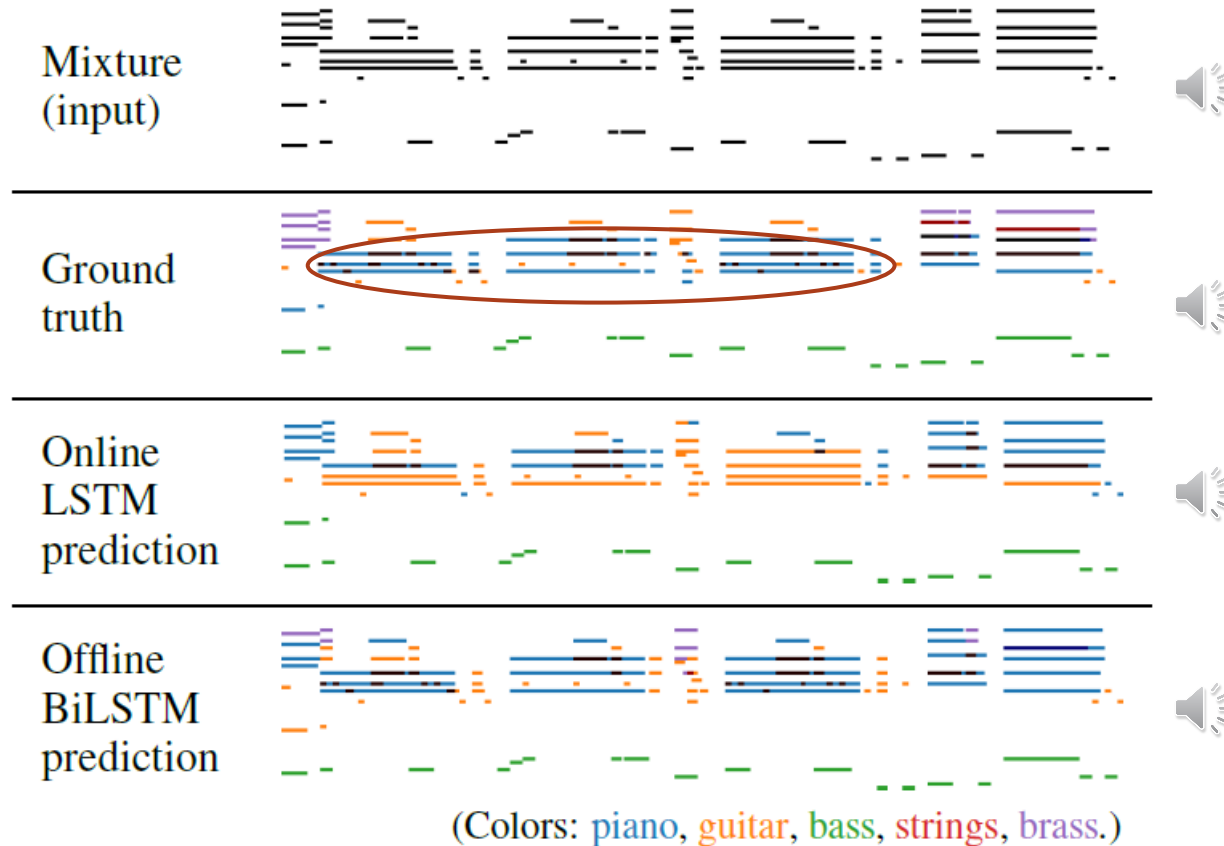 Mixture
(input)
Ground
truth
Online
LSTM
prediction
Offline
BiLSTM
prediction
(Colors: piano, guitar, bass, strings, brass.)